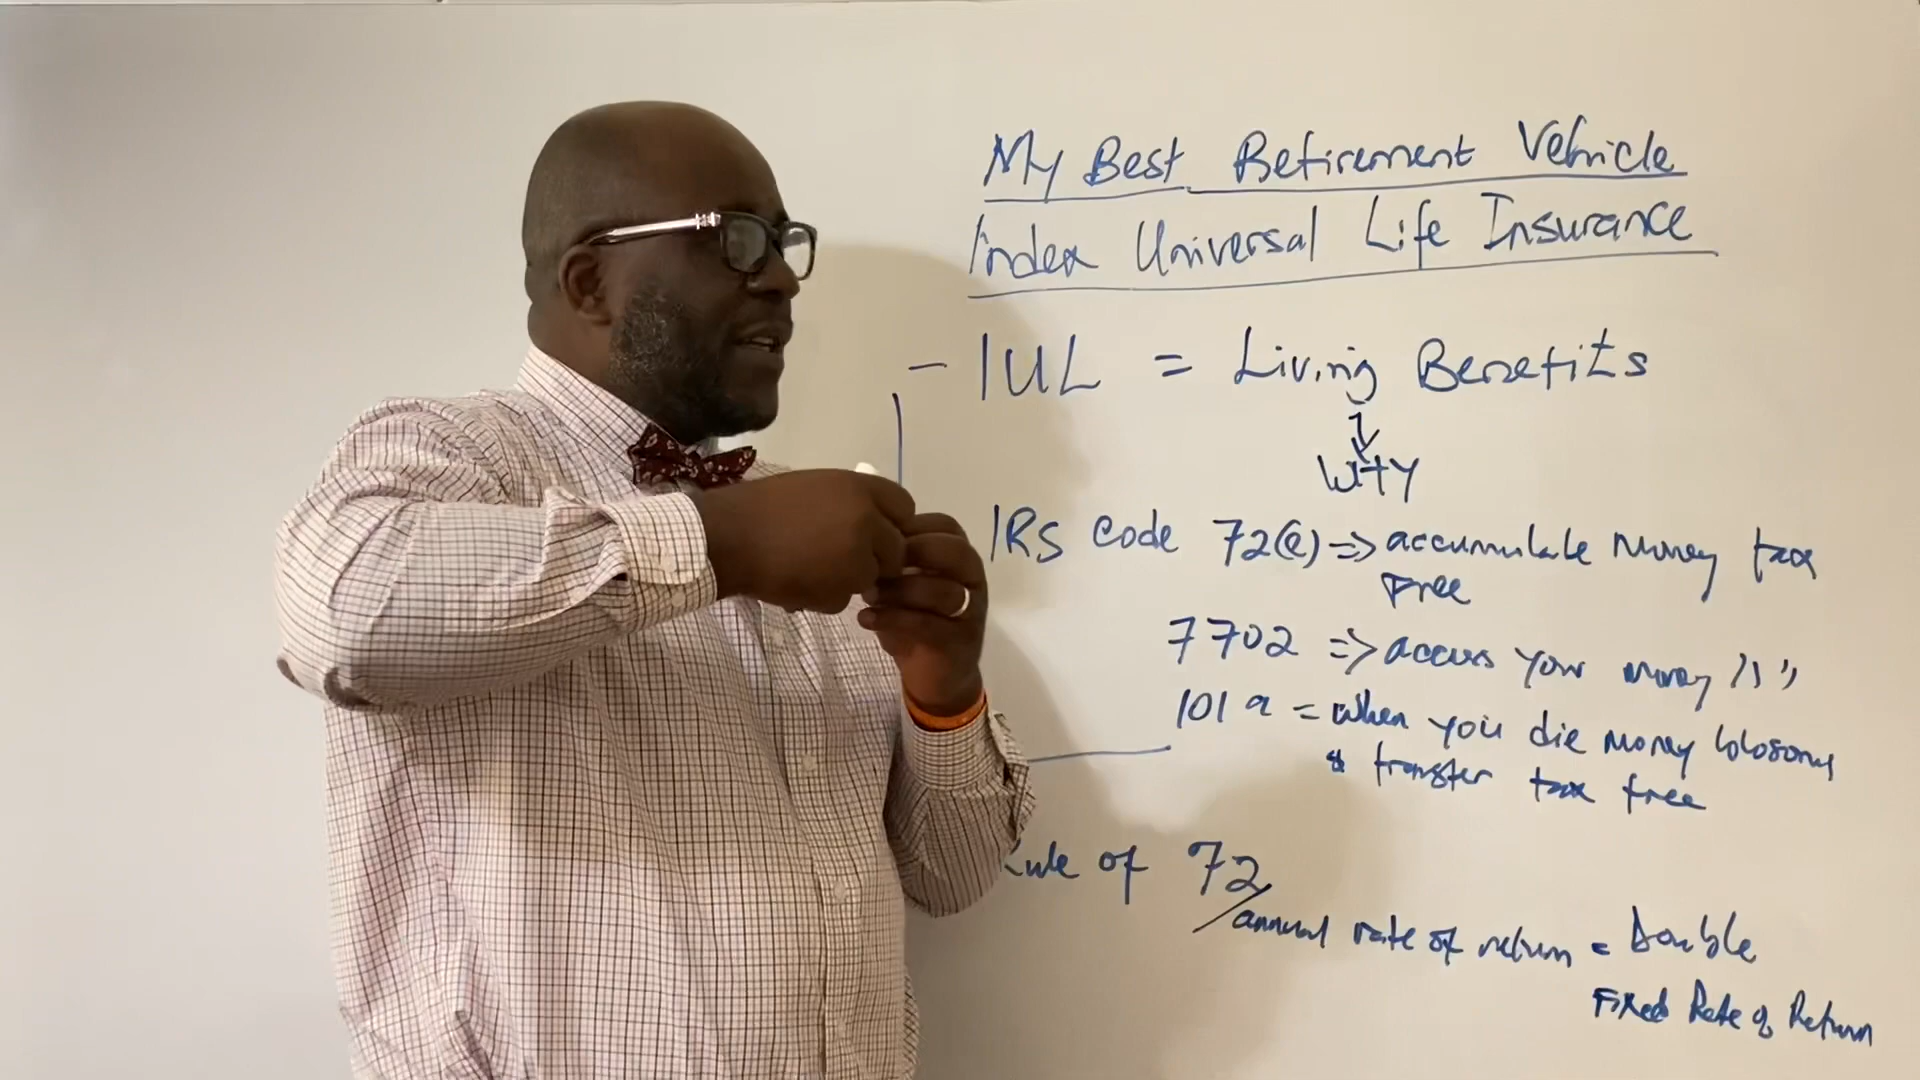 My Best Retirement Vehicle
Index Universal Life Insurance
- IUL = Living Benefits
WHY
IRS Code 72(e) => accumulate money tax
Free
7702 => access your money " "
101 a = When you die money blosoms
& transfer tax free
Rule of 72
/annual rate of return = Double
Fixed Rate of Return